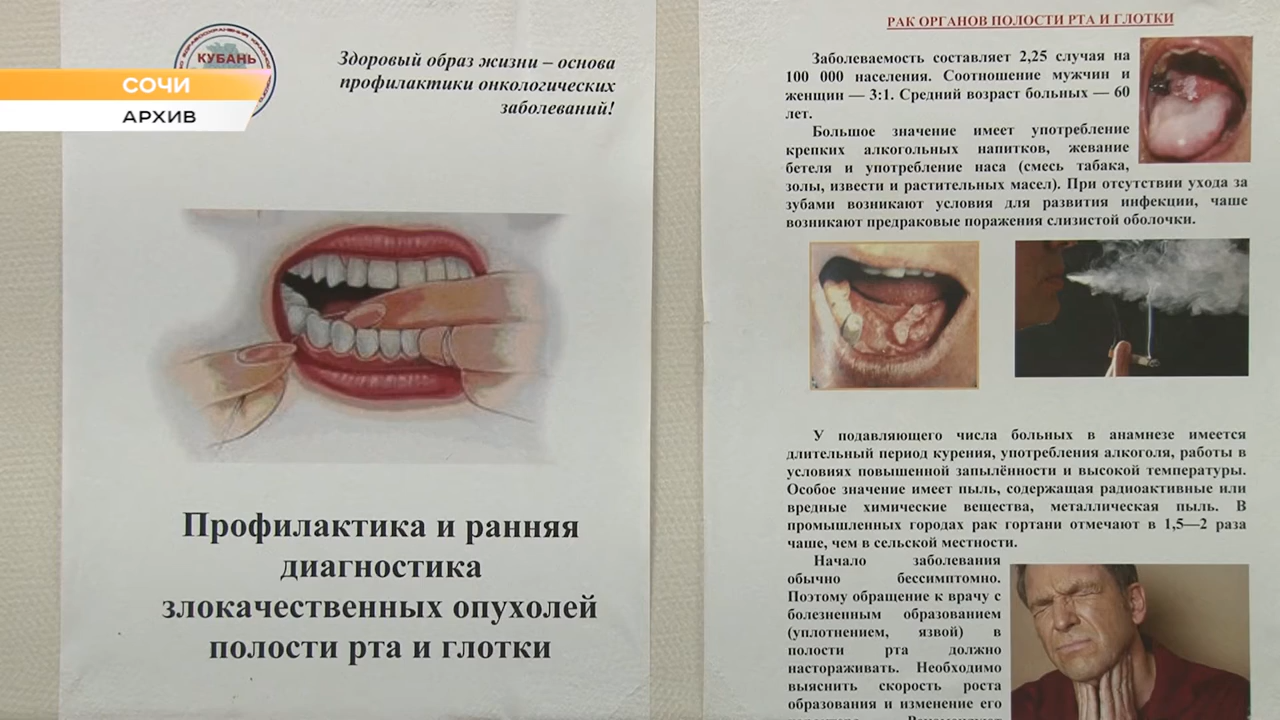 СОЧИ
АРХИВ
КУБАНЬ
Здоровый образ жизни – основа
профилактики онкологических
заболеваний!
Профилактика и ранняя
диагностика
злокачественных опухолей
полости рта и глотки
РАК ОРГАНОВ ПОЛОСТИ РТА И ГЛОТКИ
Заболеваемость составляет 2,25 случая на
100 000 населения. Соотношение мужчин и
женщин — 3:1. Средний возраст больных — 60
лет.
Большое значение имеет употребление
крепких алкогольных напитков, жевание
бетеля и употребление наса (смесь табака,
золы, извести и растительных масел). При отсутствии ухода за
зубами возникают условия для развития инфекции, чаще
возникают предраковые поражения слизистой оболочки.
У подавляющего числа больных в анамнезе имеется
длительный период курения, употребления алкоголя, работы в
условиях повышенной запылённости и высокой температуры.
Особое значение имеет пыль, содержащая радиоактивные или
вредные химические вещества, металлическая пыль. В
промышленных городах рак гортани отмечают в 1,5—2 раза
чаще, чем в сельской местности.
Начало заболевания
обычно бессимптомно.
Поэтому обращение к врачу с
болезненным образованием
(уплотнением, язвой) в
полости рта должно
настораживать. Необходимо
выяснить скорость роста
образования и изменение его